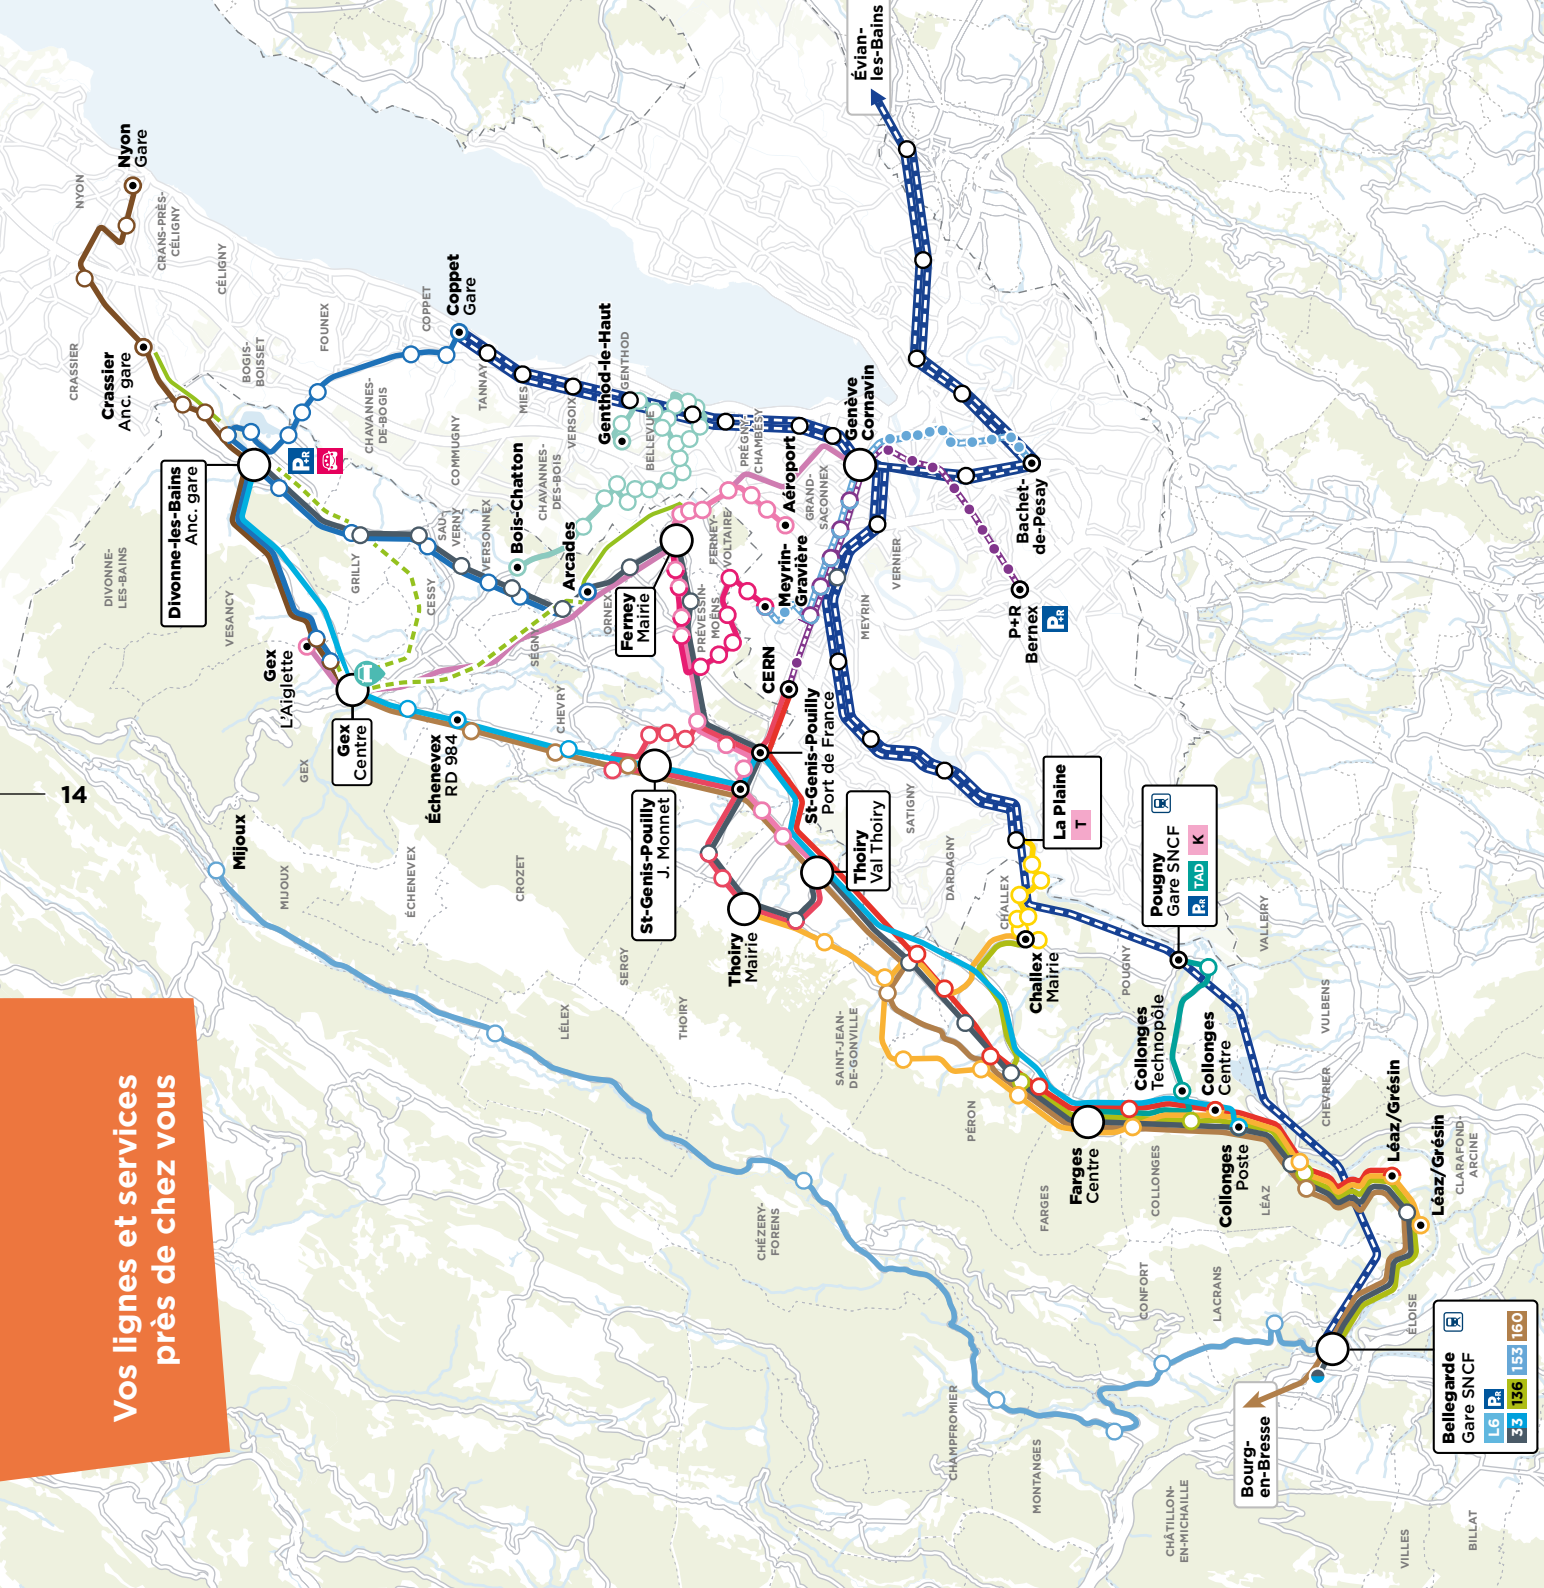 Vos lignes et services
près de chez vous
14
Mijoux
MIJOUX
ÉCHENEVEX
CROZET
LÉLEX
SERGY
THOIRY
CHÉZERY-
FORENS
CHAMPFROMIER
MONTANGES
CHÂTILLON-
EN-MICHAILLE
VILLES
BILLAT
CONFORT
LACRANS
ÉLOISE
Bourg-
en-Bresse
Bellegarde
Gare SNCF
L6 P+R
33 136 153 160
Léaz/Grésin
Léaz/Grésin
CLARAFOND-
ARCINE
CHEVRIER
VULBENS
VALLEIRY
LÉAZ
COLLONGES
FARGES
PÉRON
Farges
Centre
Collonges
Poste
Collonges
Centre
Collonges
Technopôle
POUGNY
Pougny
Gare SNCF
P+R TAD K
Challex
Mairie
CHALLEX
La Plaine
T
DARDAGNY
SATIGNY
SAINT-JEAN-
DE-GONVILLE
Thoiry
Mairie
Thoiry
Val Thoiry
St-Genis-Pouilly
J. Monnet
St-Genis-Pouilly
Port de France
CERN
Meyrin-
Gravière
MEYRIN
VERNIER
P+R
Bernex
P+R
Bachet-
de-Pesay
Genève
Cornavin
Évian-
les-Bains
Aéroport
GRAND-
SACONNEX
PRÉGNY-
CHAMBÉSY
FERNEY-
VOLTAIRE
PRÉVESSIN-
MOËNS
Ferney
Mairie
ORNEX
SÉGNY
CHEVRY
Arcades
Bois-Chatton
CHAVANNES-
DES-BOIS
BELLEVUE
GENTHOD
Genthod-le-Haut
VERSOIX
MIES
TANNAY
COPPET
Coppet
Gare
COMMUGNY
SAU-
VERNY
VERSONNEX
CESSY
GRILLY
CHAVANNES-
DE-BOGIS
FOUNEX
BOGIS-
BOISSET
CÉLIGNY
CRANS-PRÈS-
CÉLIGNY
NYON
Nyon
Gare
CRASSIER
Crassier
Anc. gare
Divonne-les-Bains
Anc. gare
P+R
DIVONNE-
LES-BAINS
VESANCY
Gex
L'Aiglette
Gex
Centre
GEX
Échenevex
RD 984